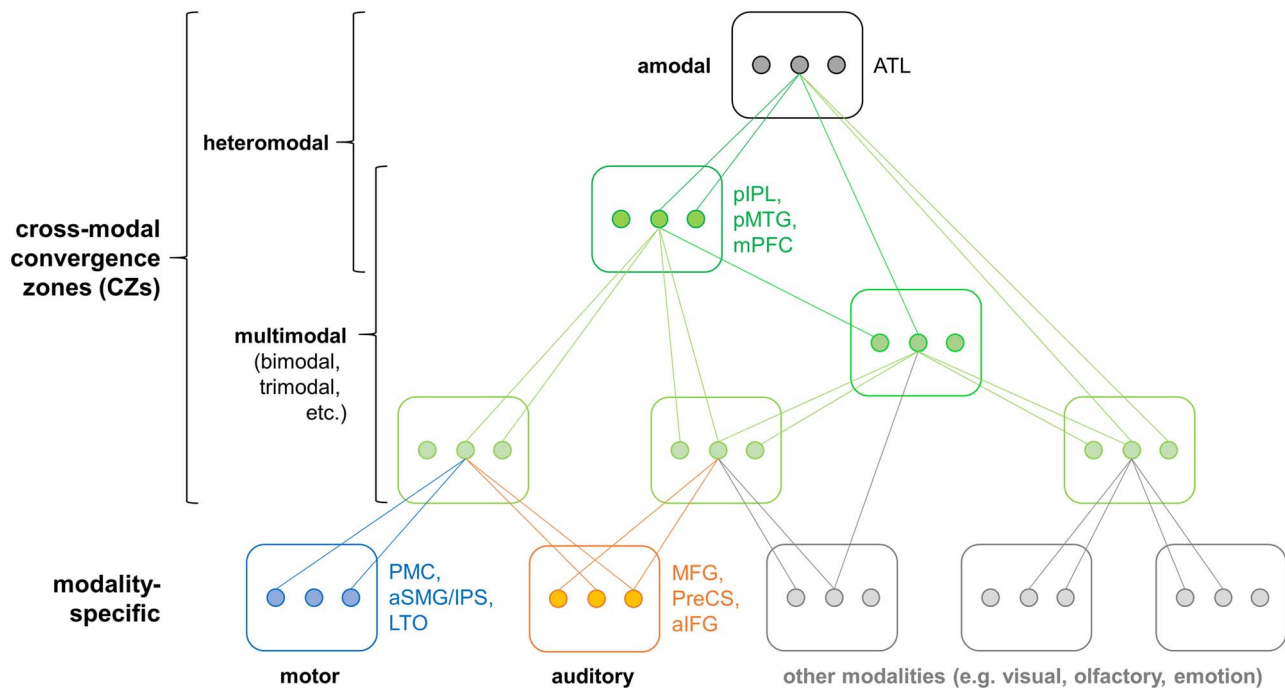 amodal
ATL
heteromodal
pIPL,
pMTG,
mPFC
cross-modal
convergence
zones (CZs)
multimodal
(bimodal,
trimodal,
etc.)
modality-
specific
PMC,
aSMG/IPS,
LTO
MFG,
PreCS,
aIFG
motor
auditory
other modalities (e.g. visual, olfactory, emotion)